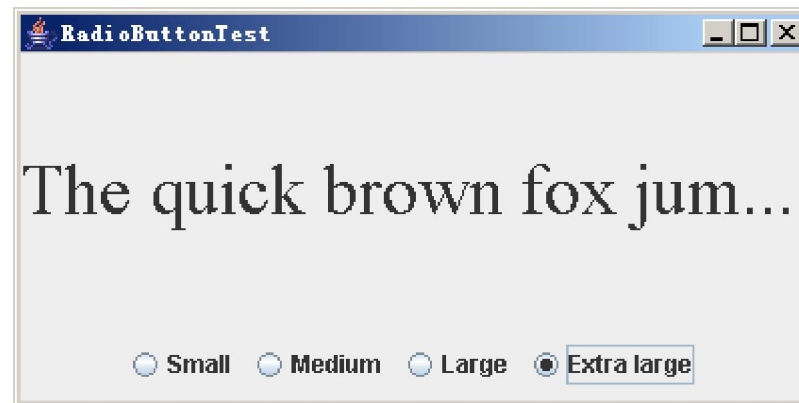 RadioButtonTest
The quick brown fox jum...
Small Medium Large Extra large